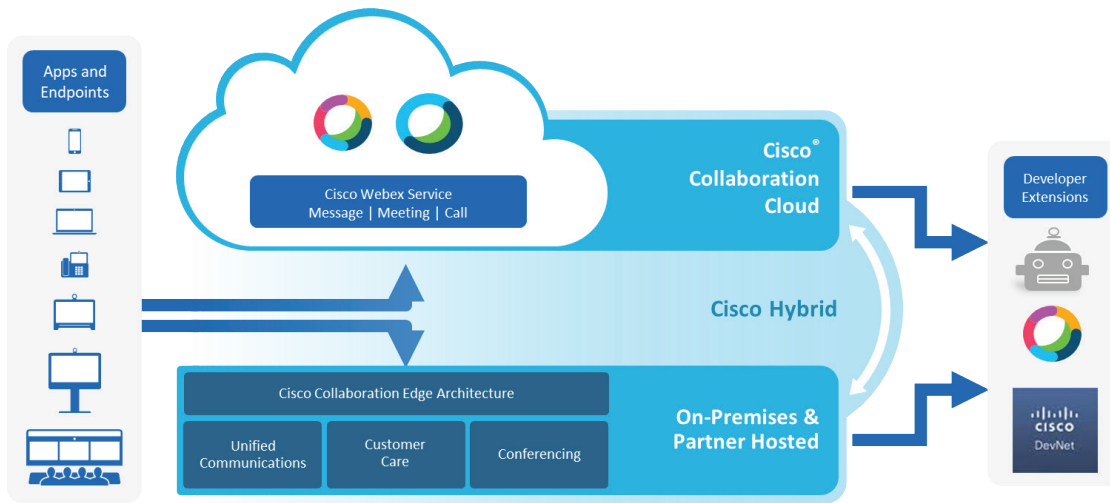 Apps and
Endpoints
Cisco Webex Service
Message | Meeting | Call
Cisco®
Collaboration
Cloud
Cisco Hybrid
Cisco Collaboration Edge Architecture
Unified
Communications
Customer
Care
Conferencing
On-Premises &
Partner Hosted
Developer
Extensions
CISCO
DevNet